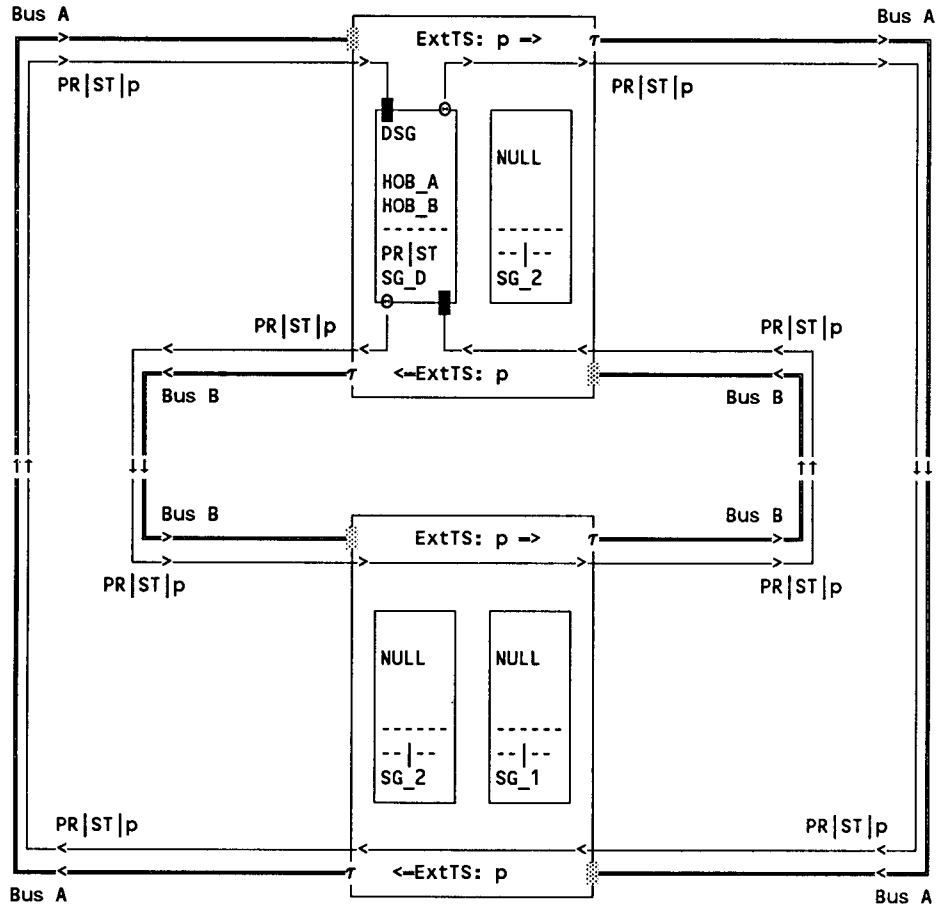 Bus A
Bus A
ExtTS: p =>
τ
PR|ST|p
PR|ST|p
DSG
HOB_A
HOB_B
------
PR|ST
SG_D
NULL
------
--|--
SG_2
PR|ST|p
PR|ST|p
τ
<=ExtTS: p
Bus B
Bus B
↑↑
↓↓
↑↑
↓↓
Bus B
Bus B
ExtTS: p =>
τ
PR|ST|p
PR|ST|p
NULL
------
--|--
SG_2
NULL
------
--|--
SG_1
PR|ST|p
PR|ST|p
τ
<=ExtTS: p
Bus A
Bus A